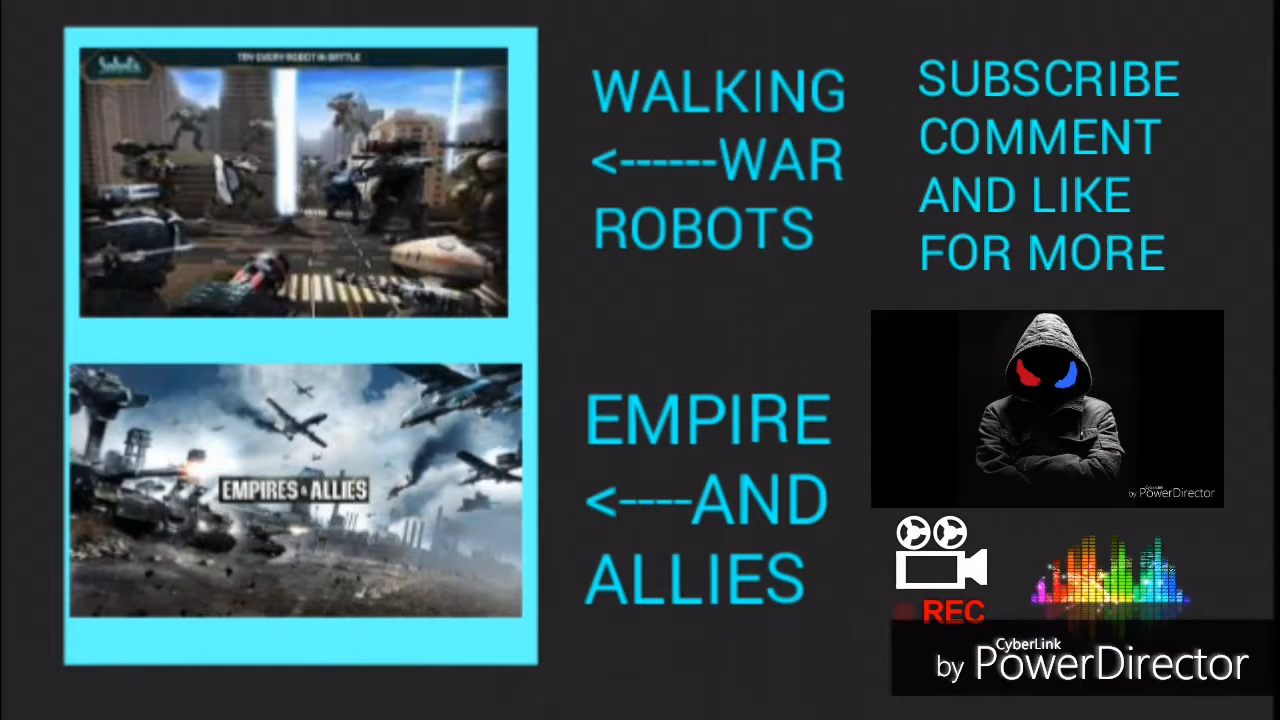 TRY EVERY ROBOT IN BATTLE
WALKING
<------WAR
ROBOTS
SUBSCRIBE
COMMENT
AND LIKE
FOR MORE
EMPIRES & ALLIES
EMPIRE
<----AND
ALLIES
CyberLink
by PowerDirector
REC
CyberLink
by PowerDirector